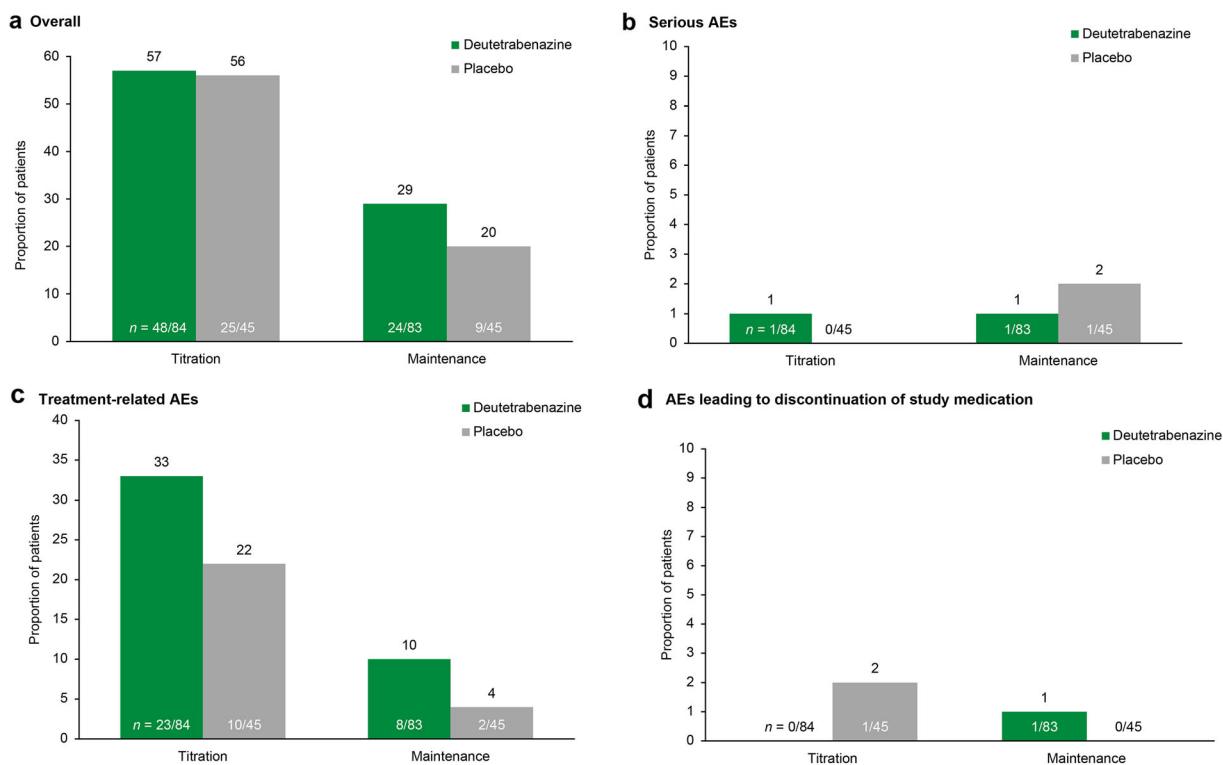 a Overall
Deutetrabenazine
Placebo
Proportion of patients
60
50
40
30
20
10
0
57
56
29
20
n = 48/84
25/45
24/83
9/45
Titration
Maintenance
b Serious AEs
Deutetrabenazine
Placebo
Proportion of patients
10
9
8
7
6
5
4
3
2
1
0
1
1
2
n = 1/84
0/45
1/83
1/45
Titration
Maintenance
c Treatment-related AEs
Deutetrabenazine
Placebo
Proportion of patients
40
35
30
25
20
15
10
5
0
33
22
10
4
n = 23/84
10/45
8/83
2/45
Titration
Maintenance
d AEs leading to discontinuation of study medication
Deutetrabenazine
Placebo
Proportion of patients
10
9
8
7
6
5
4
3
2
1
0
2
1
n = 0/84
1/45
1/83
0/45
Titration
Maintenance